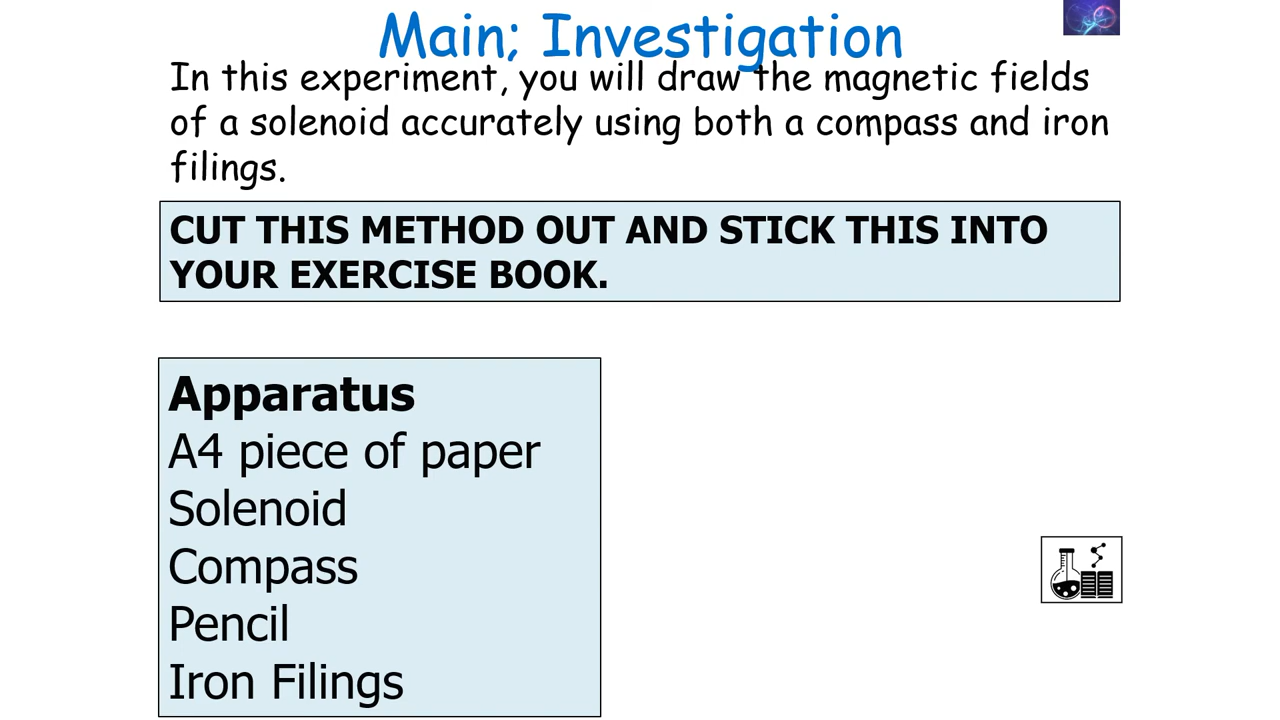 Main; Investigation
In this experiment, you will draw the magnetic fields
of a solenoid accurately using both a compass and iron
filings.
CUT THIS METHOD OUT AND STICK THIS INTO
YOUR EXERCISE BOOK.
Apparatus
A4 piece of paper
Solenoid
Compass
Pencil
Iron Filings